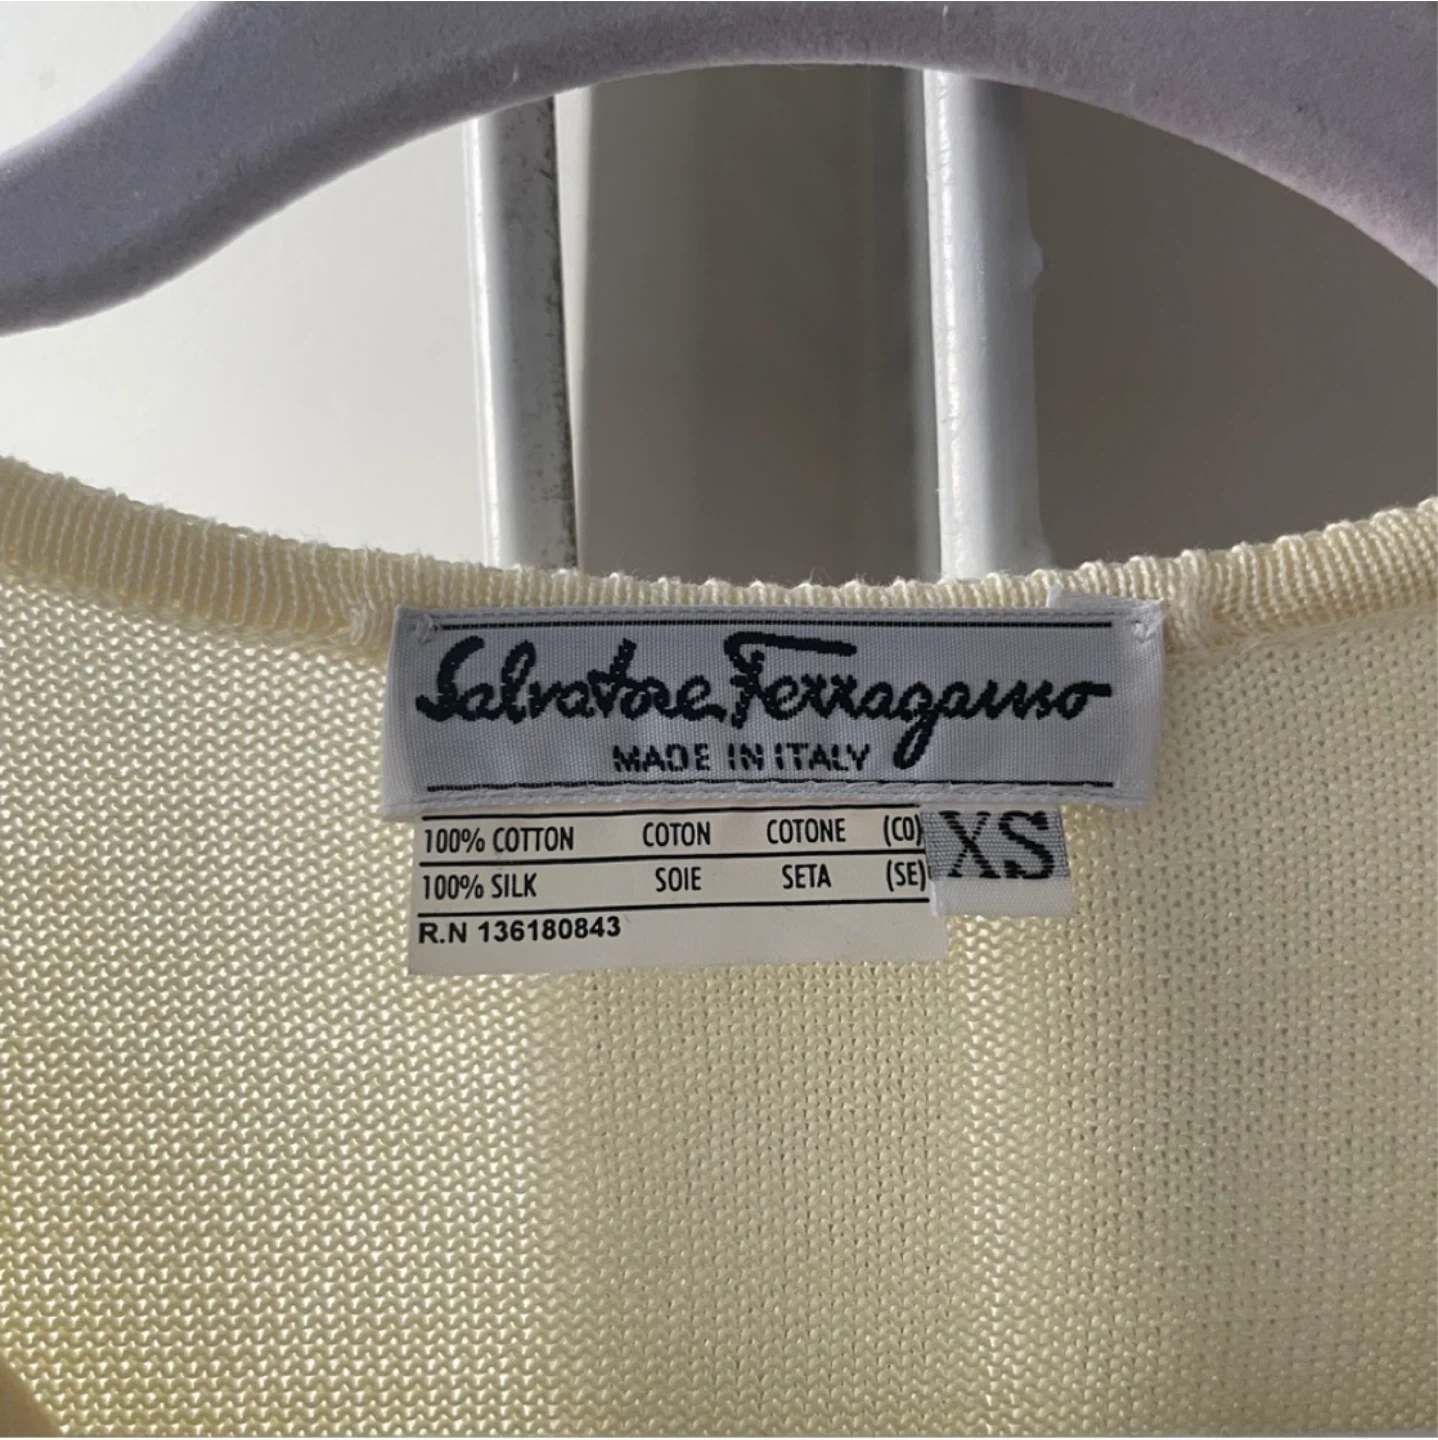 Salvatore Ferragamo
MADE IN ITALY
100% COTTON COTON COTONE (CO)
XS
100% SILK SOIE SETA (SE)
R.N 136180843